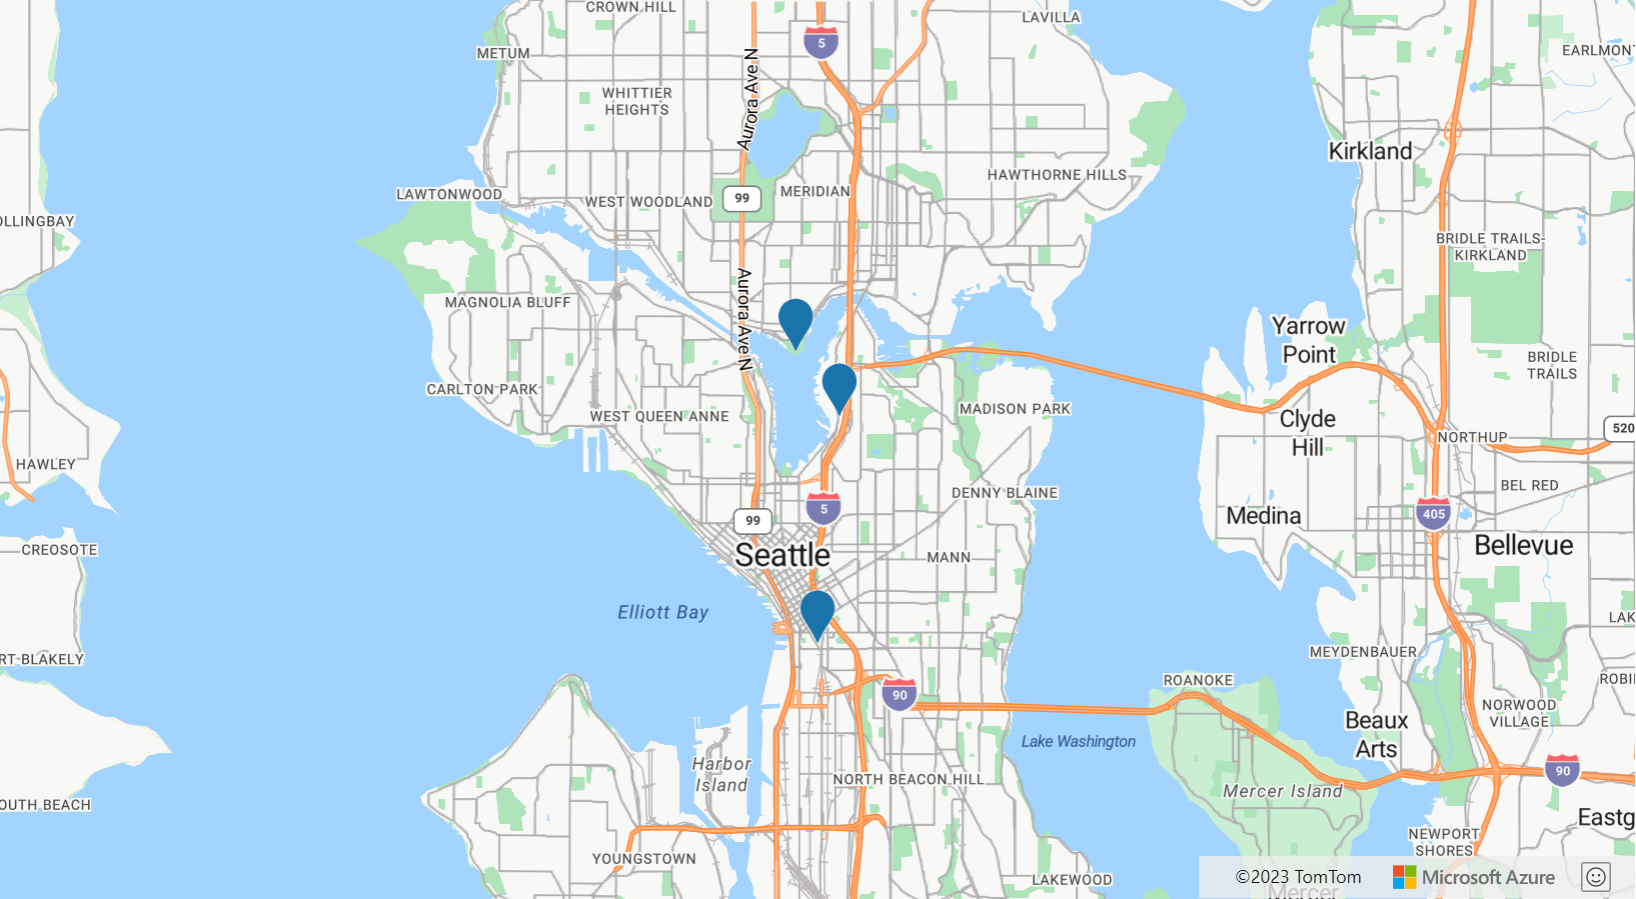 CROWN HILL
LAVILLA
5
EARLMONT
METUM
Aurora Ave N
WHITTIER
HEIGHTS
Kirkland
HAWTHORNE HILLS
LAWTONWOOD
MERIDIAN
WEST WOODLAND
99
OLLINGBAY
BRIDLE TRAILS-
KIRKLAND
MAGNOLIA BLUFF
Aurora Ave N
Yarrow
Point
BRIDLE
TRAILS
CARLTON PARK
WEST QUEEN ANNE
MADISON PARK
Clyde
Hill
520
NORTHUP
HAWLEY
BEL RED
DENNY BLAINE
5
405
Medina
99
Seattle
Bellevue
CREOSOTE
MANN
Elliott Bay
LAK
RT BLAKELY
MEYDENBAUER
ROANOKE
ROBIN
90
NORWOOD
VILLAGE
Beaux
Arts
Lake Washington
Harbor
Island
90
NORTH BEACON HILL
Mercer Island
OUTH BEACH
Eastg
NEWPORT
SHORES
YOUNGSTOWN
LAKEWOOD
©2023 TomTom
Microsoft Azure
Mercer